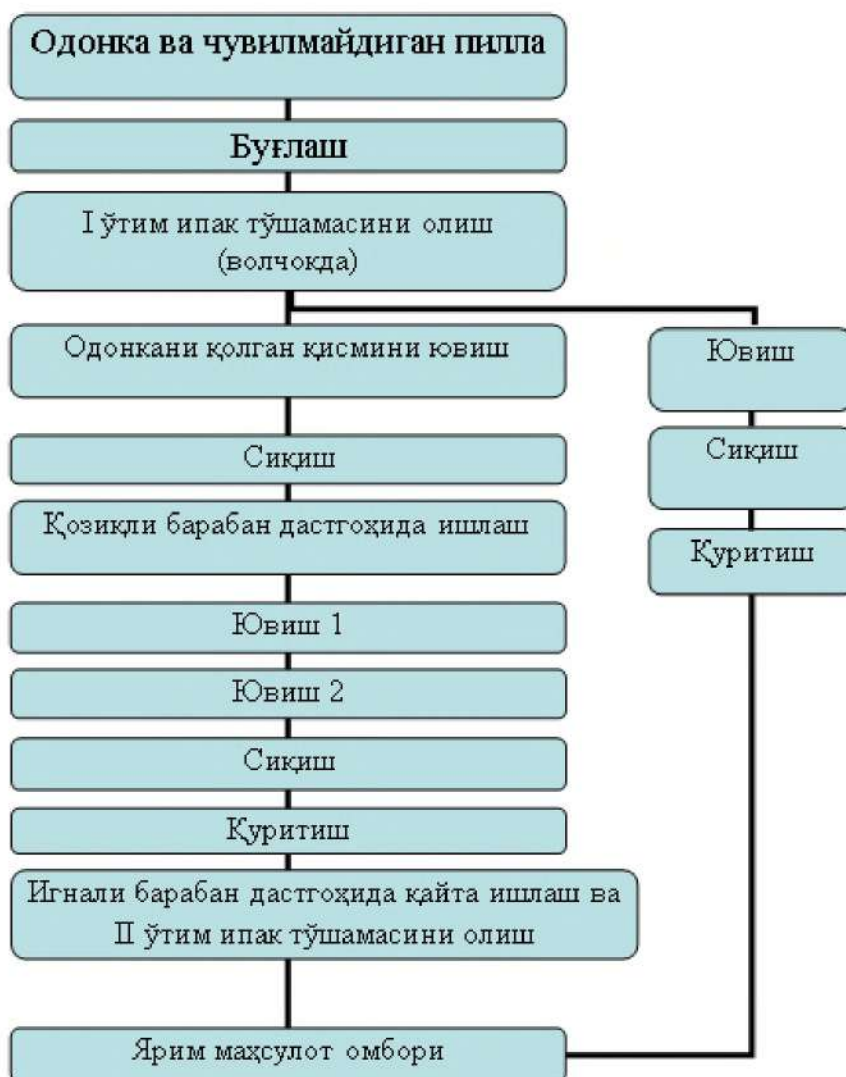 Одонка ва чувилмайдиган пилла
Буғлаш
I ўтим ипак тўшамасини олиш
(волчокда)
Одонкани қолган қисмини ювиш
Сиқиш
Қозиқли барабан дастгоҳида ишлаш
Ювиш 1
Ювиш 2
Сиқиш
Қуритиш
Игнали барабан дастгоҳида қайта ишлаш ва
II ўтим ипак тўшамасини олиш
Ярим маҳсулот омбори
Ювиш
Сиқиш
Қуритиш